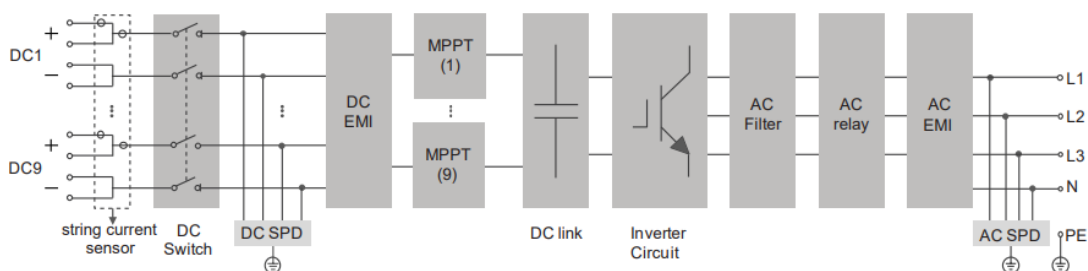 DC1
+
−
DC9
+
−
string current
sensor
DC
Switch
DC SPD
DC
EMI
MPPT
(1)
MPPT
(9)
DC link
Inverter
Circuit
AC
Filter
AC
relay
AC
EMI
AC SPD
L1
L2
L3
N
PE